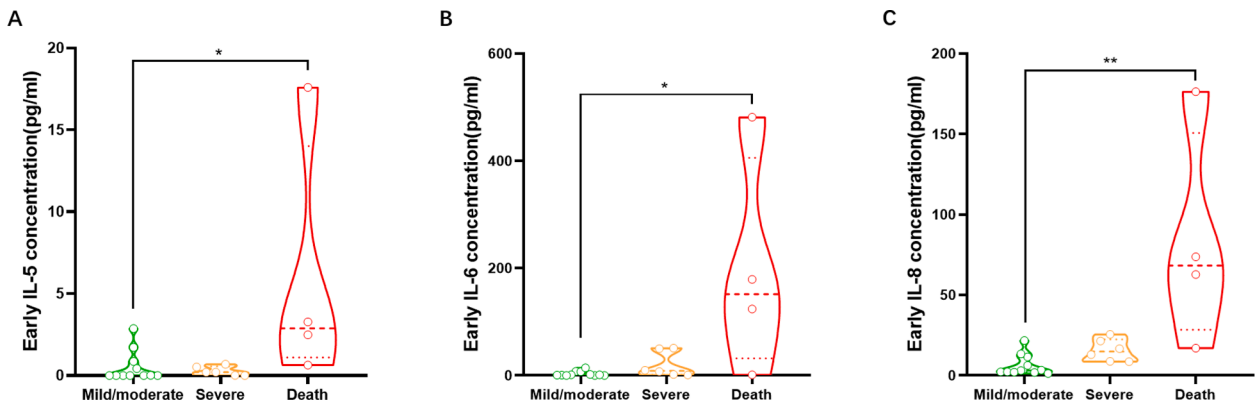 A
Early IL-5 concentration(pg/ml)
20
15
10
5
0
*
Mild/moderate
Severe
Death
B
Early IL-6 concentration(pg/ml)
600
400
200
0
*
Mild/moderate
Severe
Death
C
Early IL-8 concentration(pg/ml)
200
150
100
50
0
**
Mild/moderate
Severe
Death